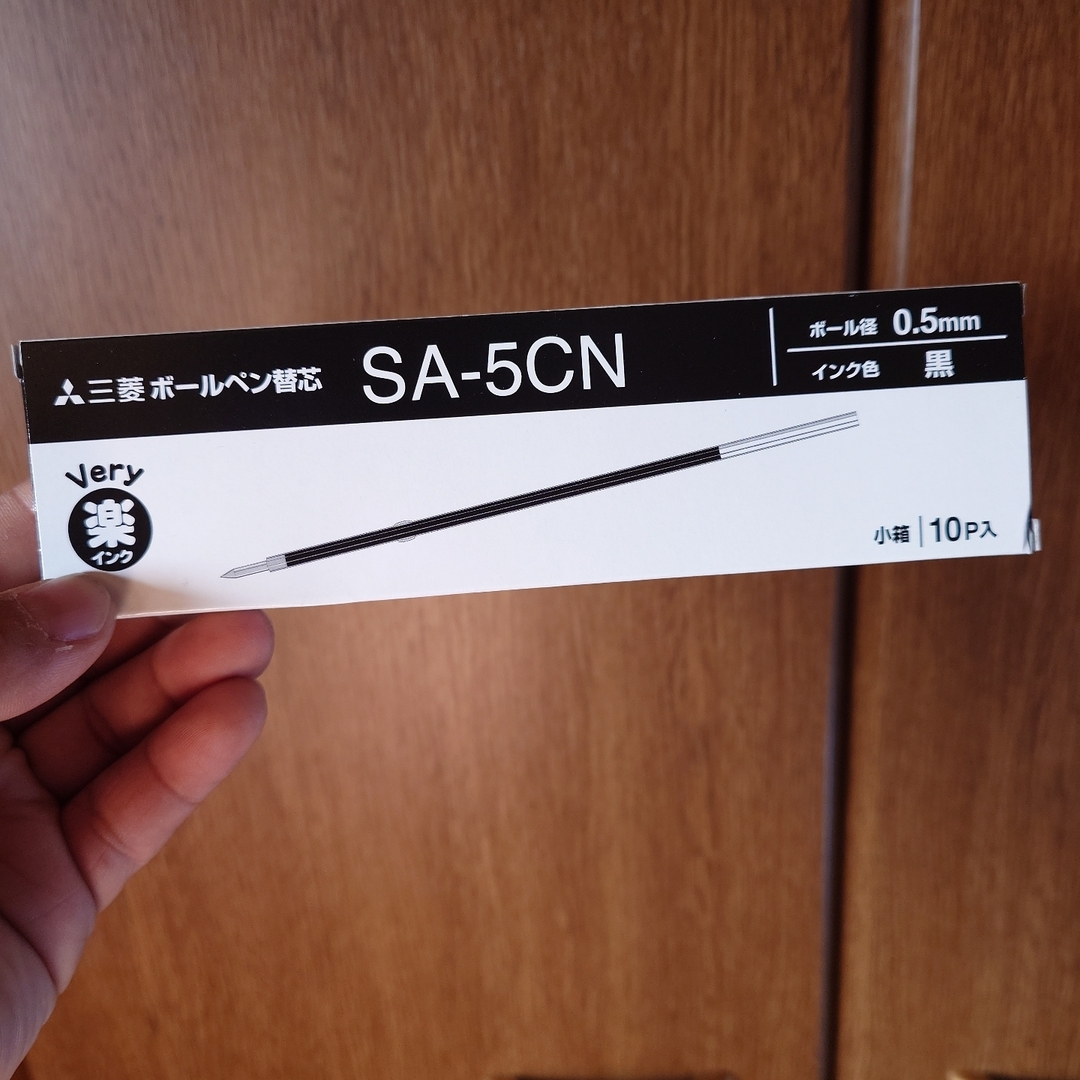 三菱ボールペン替芯 SA-5CN
ボール径 0.5mm
インク色 黒
Very
楽
インク
小箱 10P入